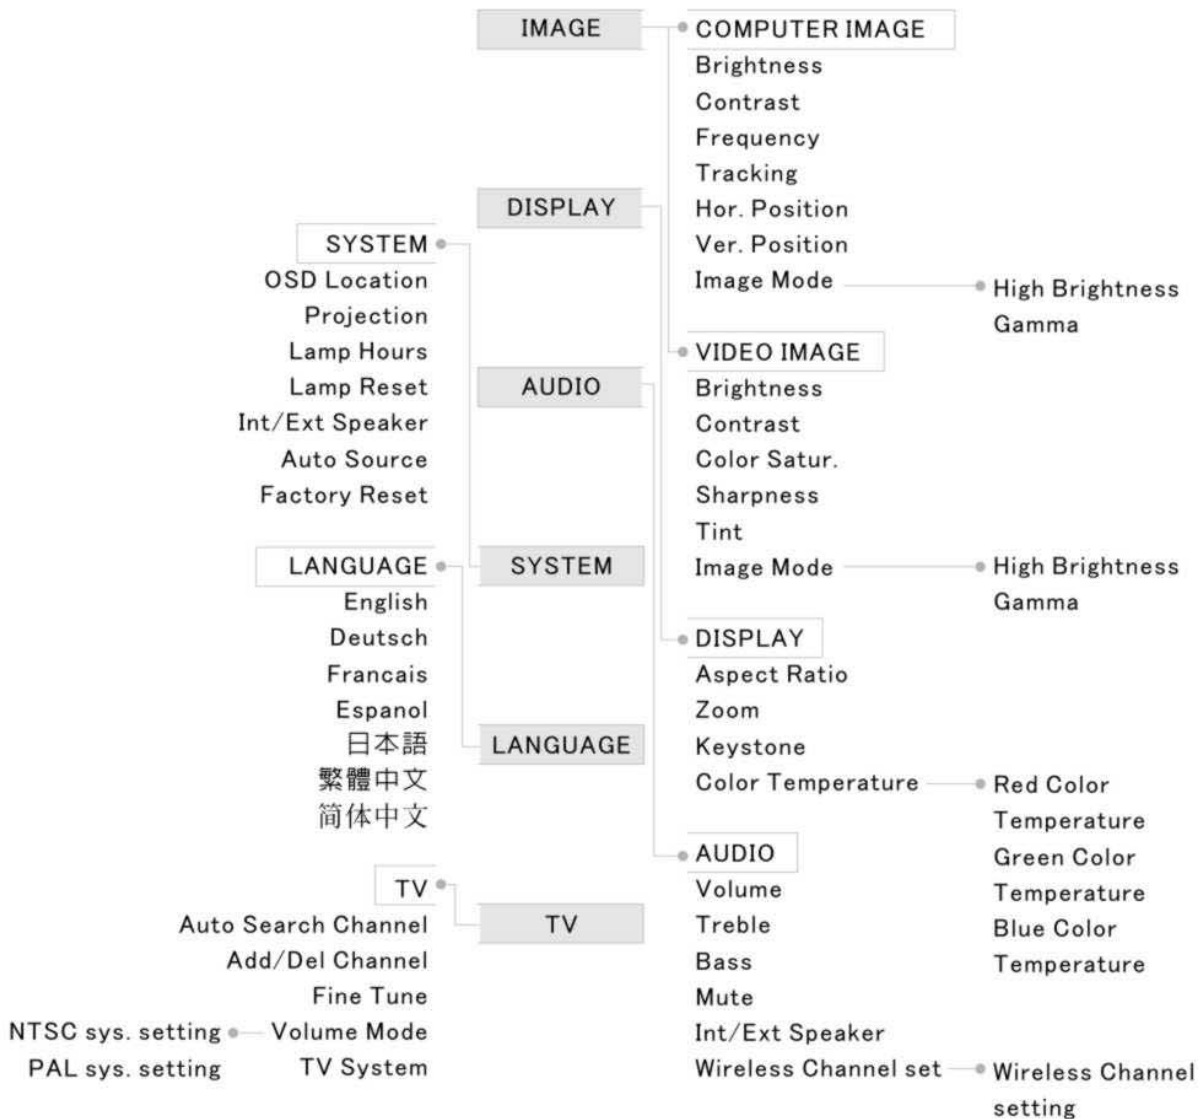 IMAGE
COMPUTER IMAGE
Brightness
Contrast
Frequency
Tracking
Hor. Position
Ver. Position
Image Mode
High Brightness
Gamma
VIDEO IMAGE
Brightness
Contrast
Color Satur.
Sharpness
Tint
Image Mode
High Brightness
Gamma
DISPLAY
DISPLAY
Aspect Ratio
Zoom
Keystone
Color Temperature
Red Color
Temperature
Green Color
Temperature
Blue Color
Temperature
AUDIO
AUDIO
Volume
Treble
Bass
Mute
Int/Ext Speaker
Wireless Channel set
Wireless Channel
setting
SYSTEM
SYSTEM
OSD Location
Projection
Lamp Hours
Lamp Reset
Int/Ext Speaker
Auto Source
Factory Reset
LANGUAGE
LANGUAGE
English
Deutsch
Francais
Espanol
日本語
繁體中文
简体中文
TV
TV
Auto Search Channel
Add/Del Channel
Fine Tune
Volume Mode
TV System
NTSC sys. setting
PAL sys. setting